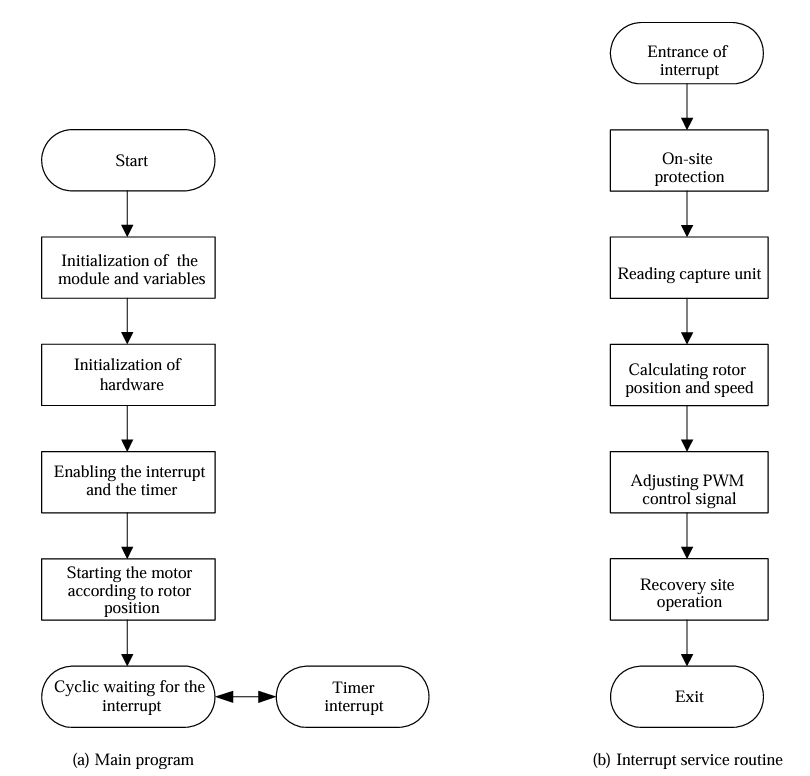 Start
Initialization of the
module and variables
Initialization of
hardware
Enabling the interrupt
and the timer
Starting the motor
according to rotor
position
Cyclic waiting for the
interrupt
Timer
interrupt
(a) Main program
Entrance of
interrupt
On-site
protection
Reading capture unit
Calculating rotor
position and speed
Adjusting PWM
control signal
Recovery site
operation
Exit
(b) Interrupt service routine